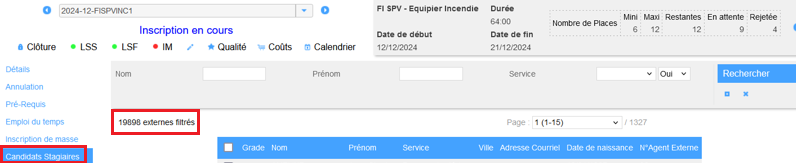 2024-12-FISPVINC1
Inscription en cours
Clôture LSS LSF IM Qualité Coûts Calendrier
FI SPV - Equipier Incendie Durée
64:00
Date de début Date de fin
12/12/2024 21/12/2024
Mini Maxi Restantes En attente Rejetée
Nombre de Places
6 12 12 9 4
Détails
Annulation
Pré-Requis
Emploi du temps
Inscription de masse
Candidats Stagiaires
Nom Prénom Service Oui Rechercher
19898 externes filtrés Page : 1 (1-15) / 1327
Grade Nom Prénom Service Ville Adresse Courriel Date de naissance N°Agent Externe